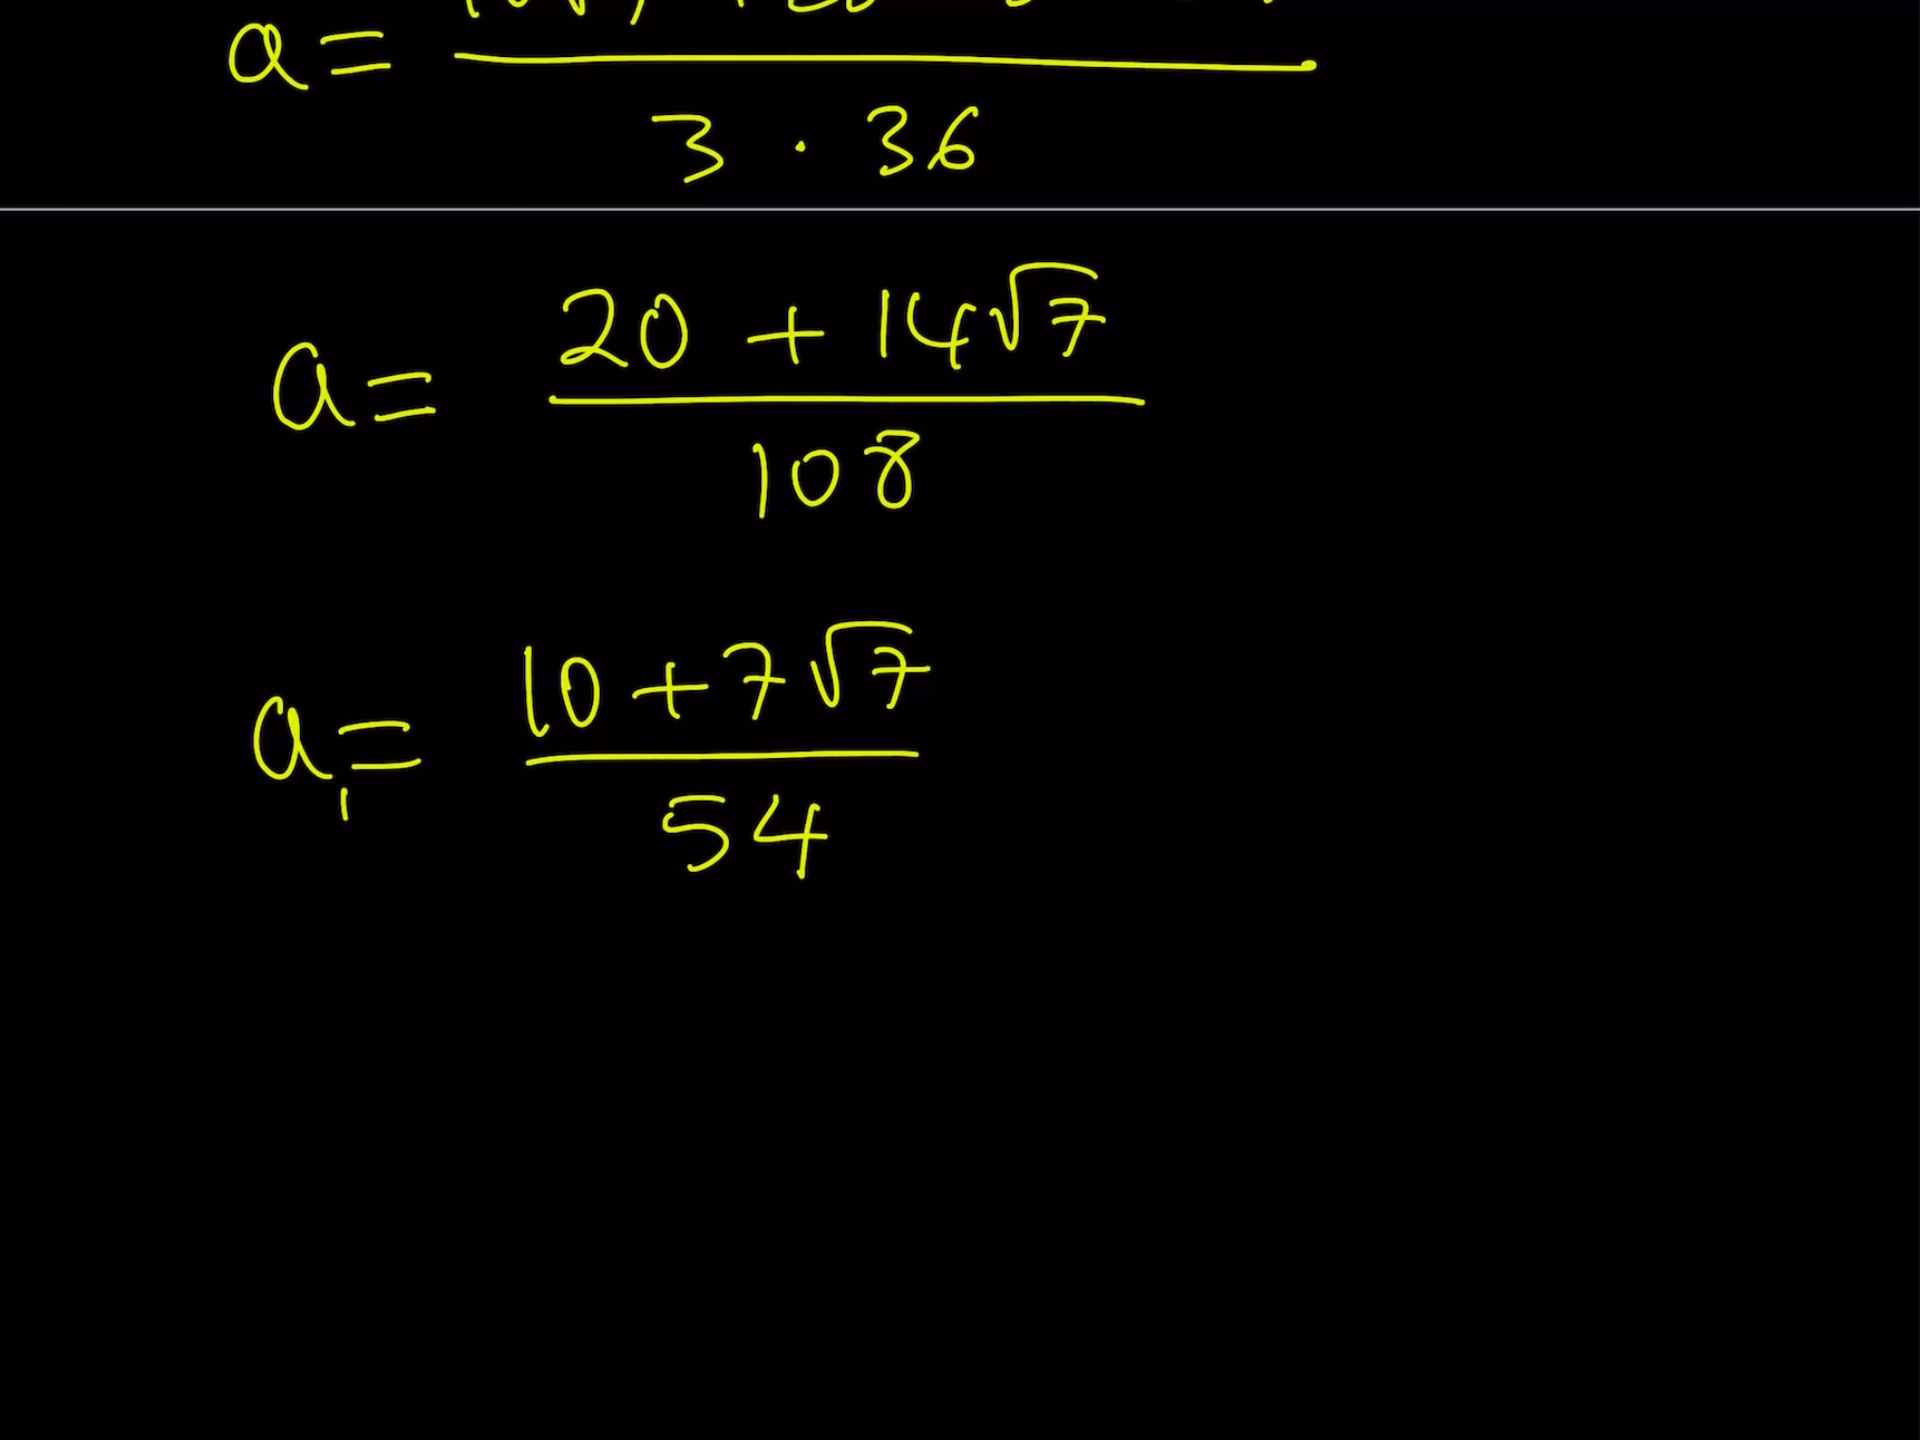 a=
3 · 36
a= 20 + 14√7
108
a₁= 10 + 7√7
54